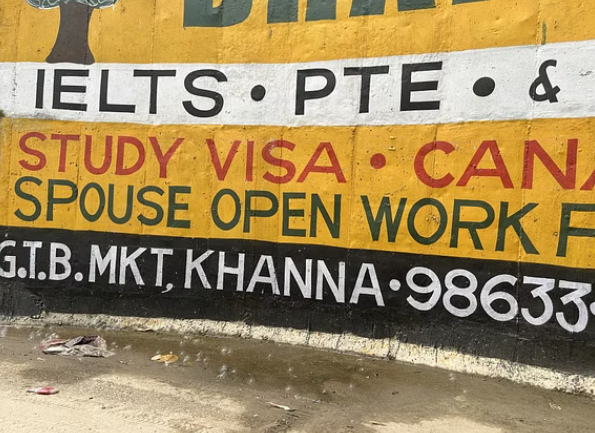 IELTS • PTE • &
STUDY VISA • CANA
SPOUSE OPEN WORK P
G.T.B. MKT, KHANNA • 98633